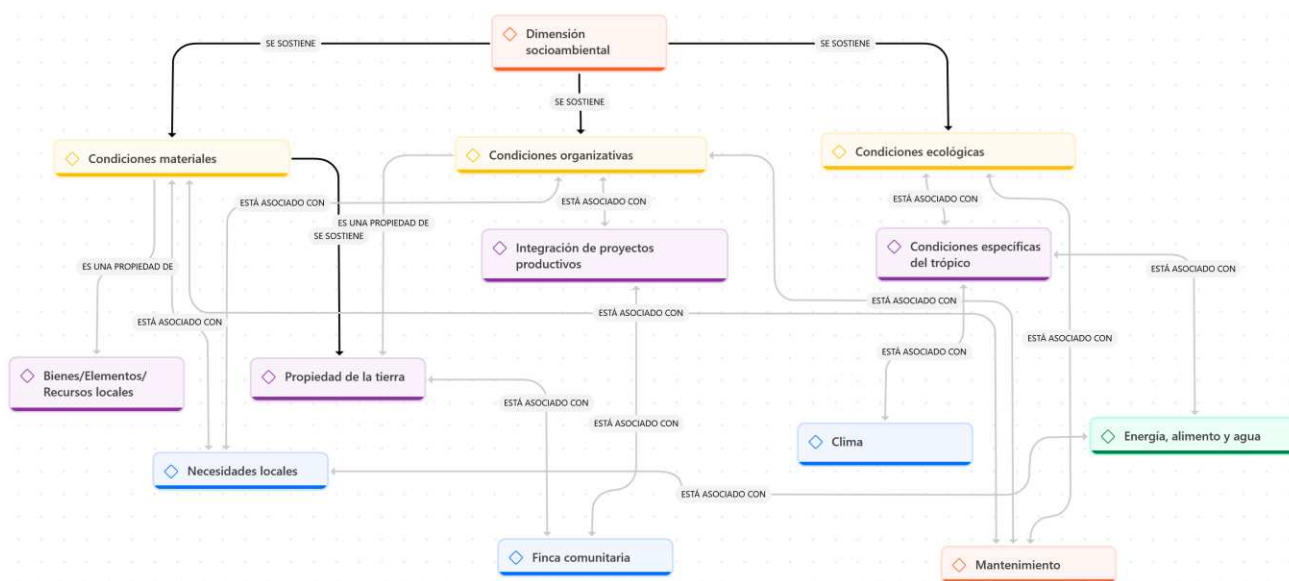 Dimensión
socioambiental
SE SOSTIENE
SE SOSTIENE
SE SOSTIENE
Condiciones materiales
Condiciones organizativas
Condiciones ecológicas
ESTÁ ASOCIADO CON
ESTÁ ASOCIADO CON
ESTÁ ASOCIADO CON
ES UNA PROPIEDAD DE
SE SOSTIENE
Integración de proyectos
productivos
Condiciones específicas
del trópico
ES UNA PROPIEDAD DE
ESTÁ ASOCIADO CON
ESTÁ ASOCIADO CON
ESTÁ ASOCIADO CON
ESTÁ ASOCIADO CON
ESTÁ ASOCIADO CON
ESTÁ ASOCIADO CON
Bienes/Elementos/
Recursos locales
Propiedad de la tierra
ESTÁ ASOCIADO CON
ESTÁ ASOCIADO CON
Clima
Energía, alimento y agua
Necesidades locales
ESTÁ ASOCIADO CON
Finca comunitaria
Mantenimiento